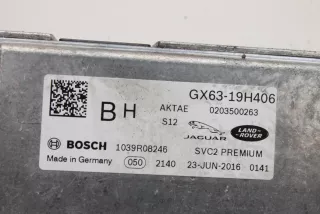 GX63-19H406
BH AKTAE 0203500263
S12 JAGUAR LAND-ROVER
BOSCH 1039R08246 SVC2 PREMIUM
Made in Germany 050 2140 23-JUN-2016 0141